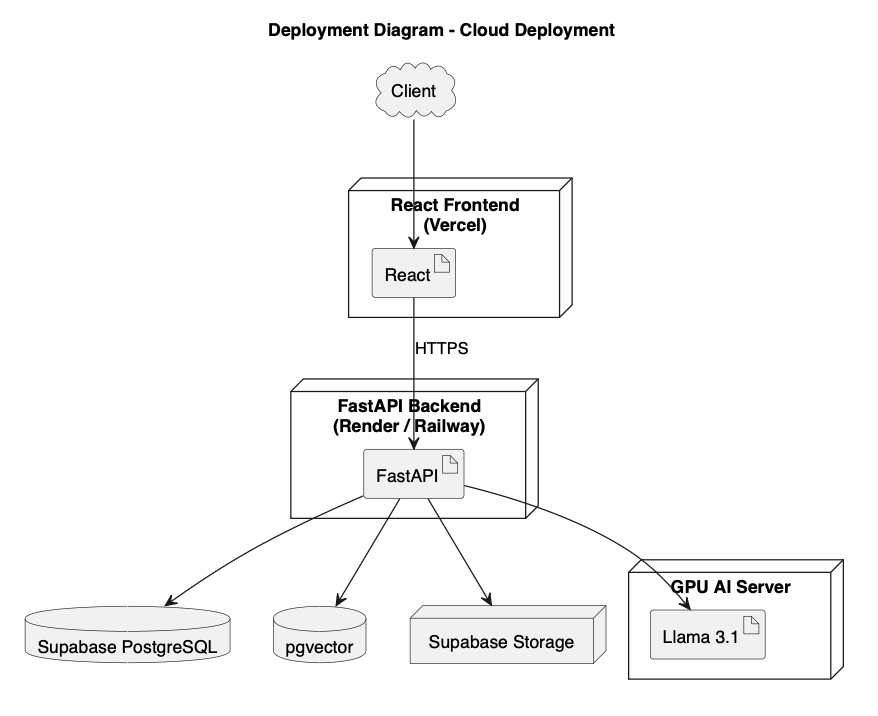 Deployment Diagram - Cloud Deployment
Client
React Frontend
(Vercel)
React
HTTPS
FastAPI Backend
(Render / Railway)
FastAPI
GPU AI Server
Supabase PostgreSQL
pgvector
Supabase Storage
Llama 3.1